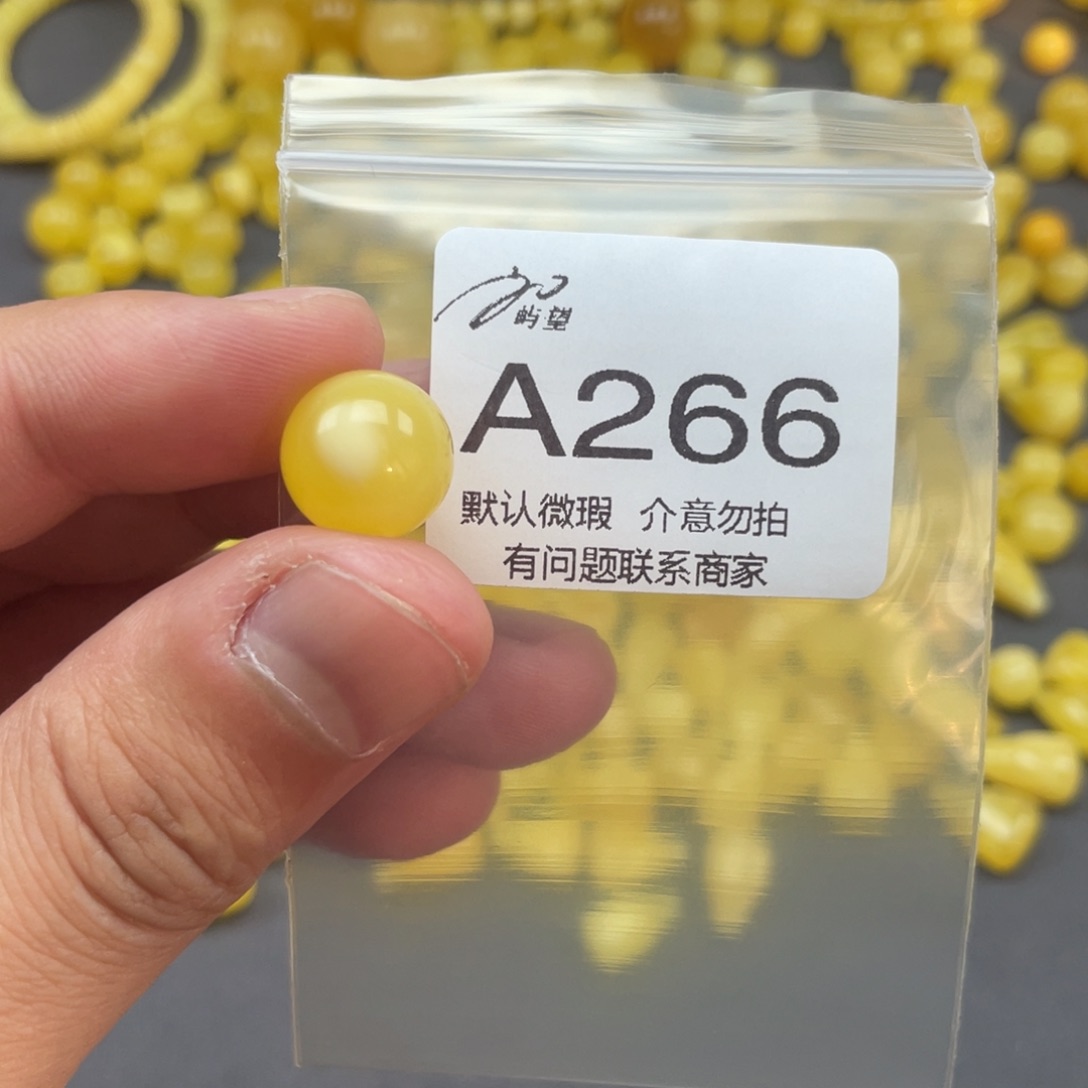 屿望
A266
默认微瑕 介意勿拍
有问题联系商家